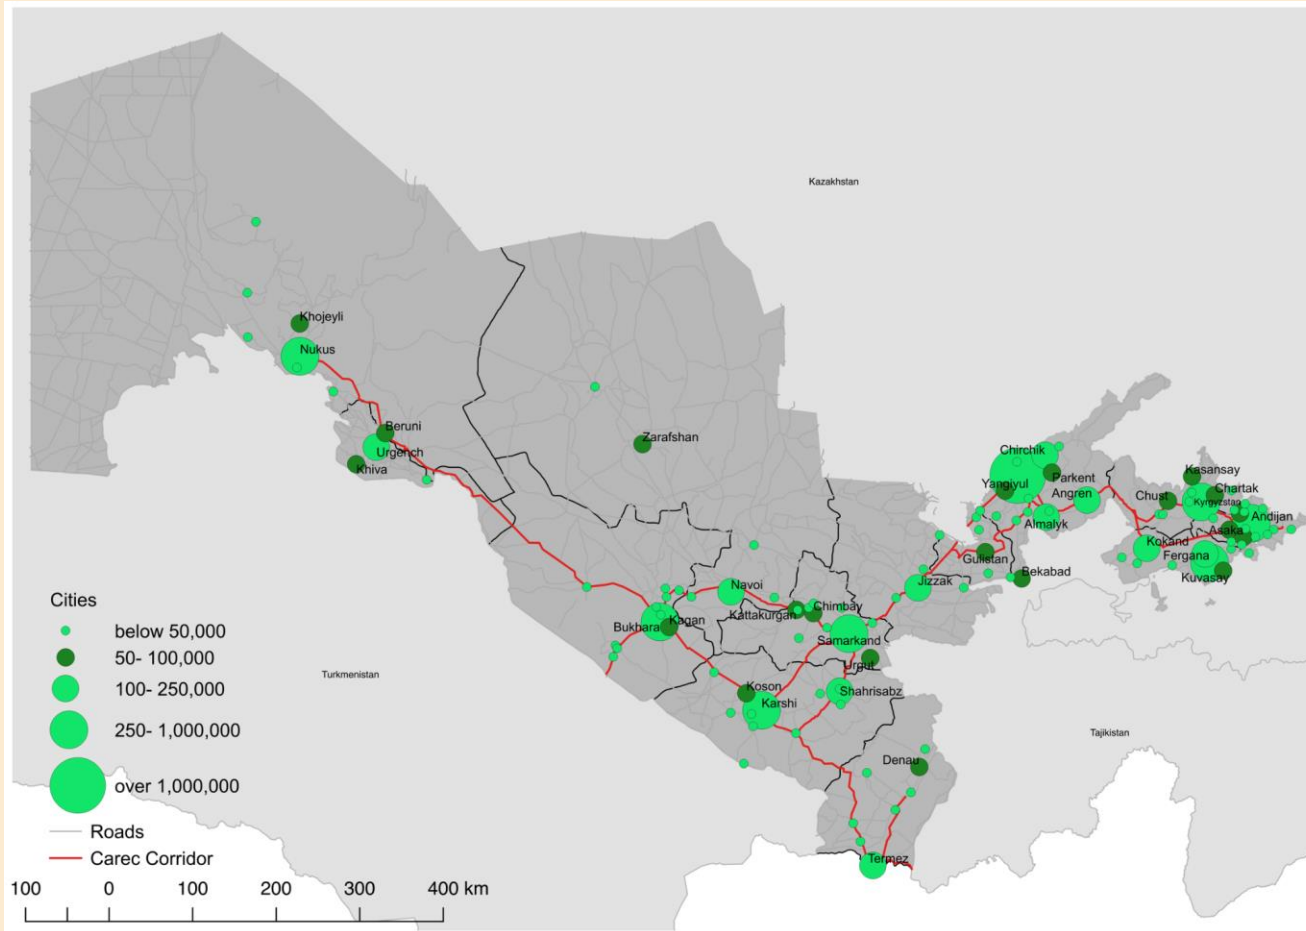 Kazakhstan
Khojeyli
Nukus
Beruni
Urgench
Khiva
Zarafshan
Chirchik
Yangiyul
Parkent
Angren
Almalyk
Kasansay
Chartak
Chust
Kyrgyzstan
Andijan
Asaka
Kokand
Fergana
Kuvasay
Gulistan
Bekabad
Jizzak
Navoi
Kattakurgan
Chimbay
Bukhara
Kagan
Samarkand
Urgut
Turkmenistan
Koson
Karshi
Shahrisabz
Tajikistan
Denau
Termez
Cities
below 50,000
50- 100,000
100- 250,000
250- 1,000,000
over 1,000,000
Roads
Carec Corridor
100 0 100 200 300 400 km